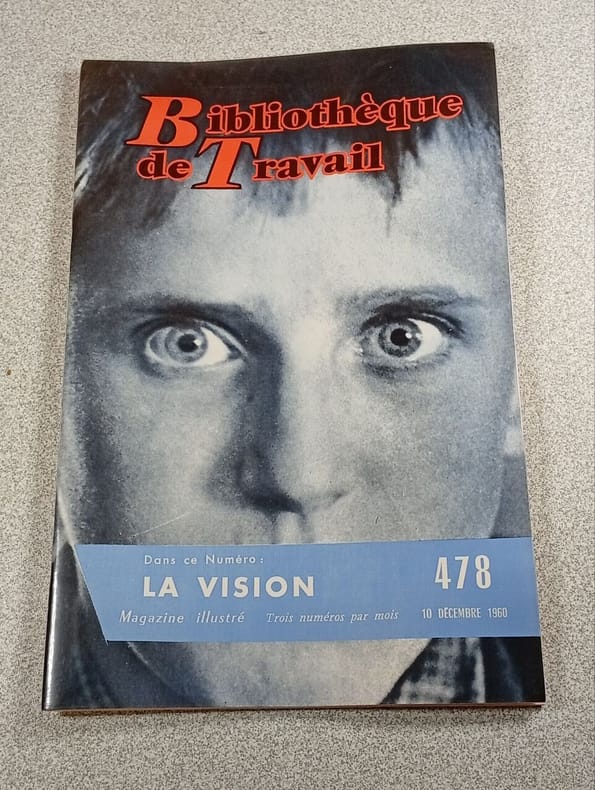 Bibliothèque
de Travail
Dans ce Numéro :
LA VISION
478
Magazine illustré Trois numéros par mois 10 DÉCEMBRE 1960